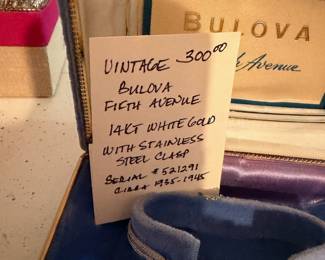 VINTAGE 300.00
BULOVA
FIFTH AVENUE
14KT WHITE GOLD
WITH STAINLESS
STEEL CLASP
SERIAL # 521291
CIRCA 1935-1945
BULOVA
Avenue